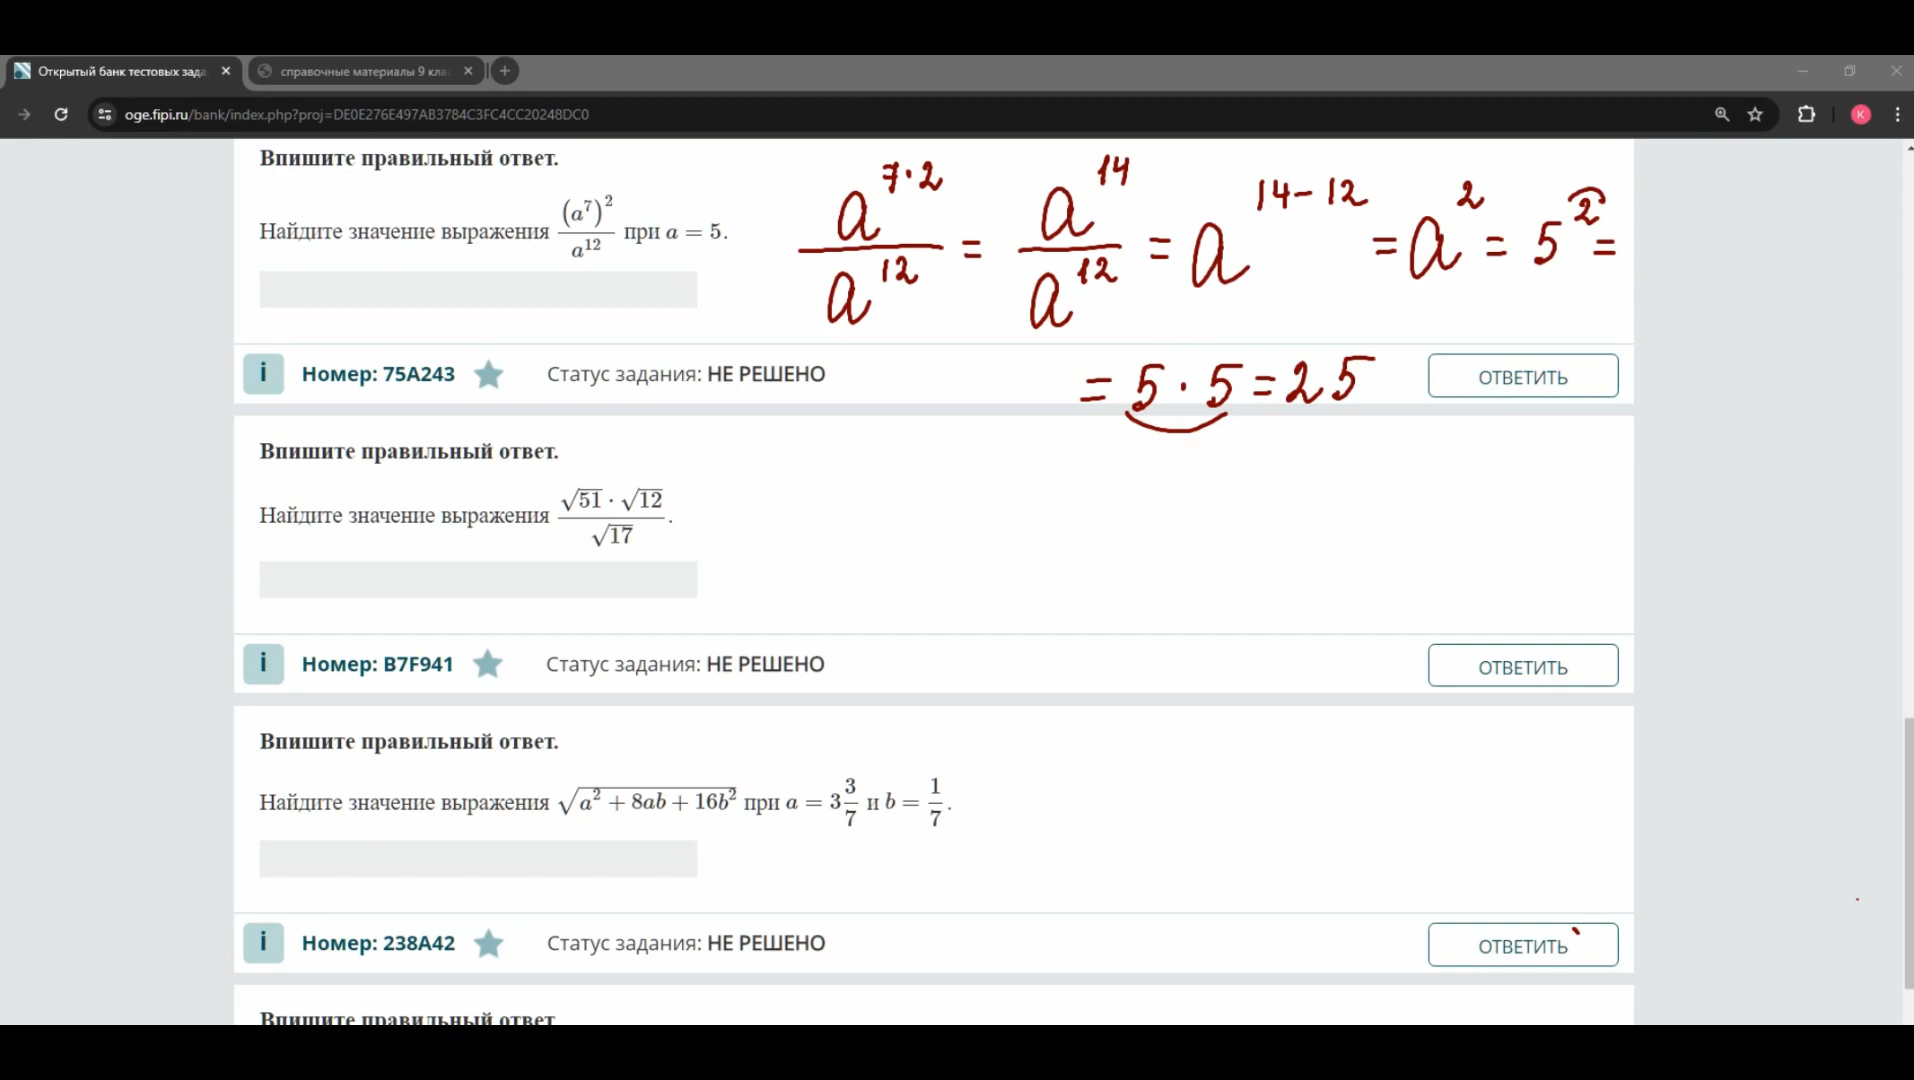 Открытый банк тестовых зада
справочные материалы 9 кла
oge.fipi.ru/bank/index.php?proj=DE0E276E497AB3784C3FC4CC20248DC0
K
Впишите правильный ответ.
Найдите значение выражения (a⁷)²/a¹² при a = 5.
a^(7·2)/a^12 = a^14/a^12 = a^(14-12) = a^2 = 5^2 =
i Номер: 75A243 Статус задания: НЕ РЕШЕНО ОТВЕТИТЬ
= 5 · 5 = 25
Впишите правильный ответ.
Найдите значение выражения √51 · √12/√17.
i Номер: B7F941 Статус задания: НЕ РЕШЕНО ОТВЕТИТЬ
Впишите правильный ответ.
Найдите значение выражения √(a² + 8ab + 16b²) при a = 3 3/7 и b = 1/7.
i Номер: 238A42 Статус задания: НЕ РЕШЕНО ОТВЕТИТЬ
Впишите правильный ответ